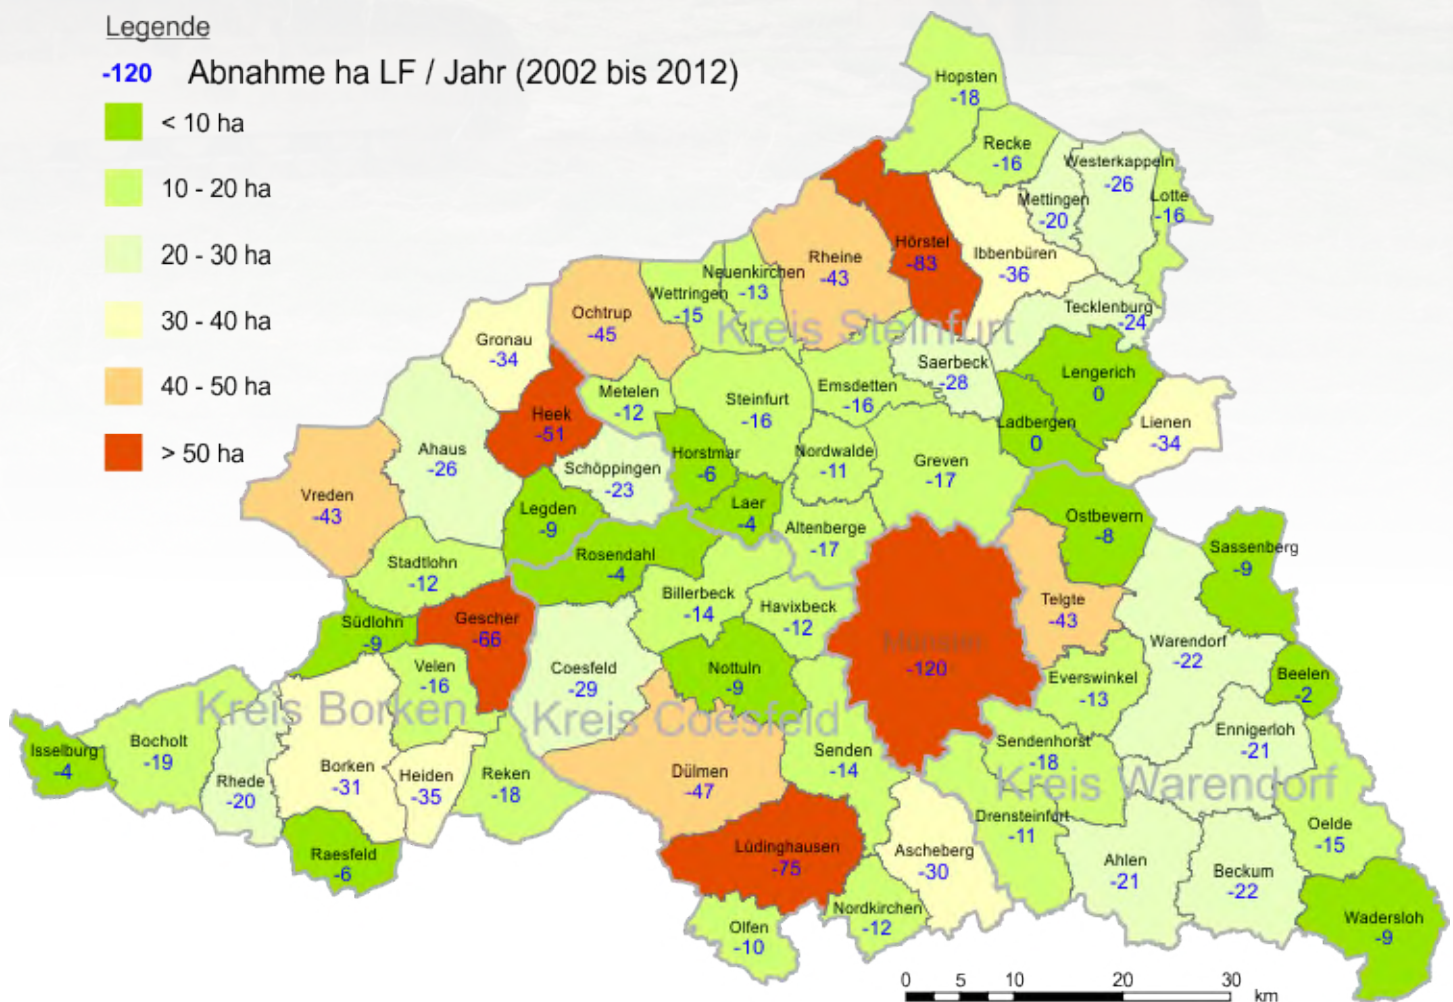 Legende
-120 Abnahme ha LF / Jahr (2002 bis 2012)
< 10 ha
10 - 20 ha
20 - 30 ha
30 - 40 ha
40 - 50 ha
> 50 ha
Hopsten
-18
Recke
-16
Westerkappeln
-26
Mettingen
-20
Lotte
-16
Hörstel
-83
Ibbenbüren
-36
Rheine
-43
Neuenkirchen
-13
Wettringen
-15
Ochtrup
-45
Tecklenburg
-24
Kreis Steinfurt
Gronau
-34
Saerbeck
-28
Lengerich
0
Ladbergen
0
Lienen
-34
Metelen
-12
Steinfurt
-16
Emsdetten
-16
Heek
-51
Ahaus
-26
Schöppingen
-23
Horstmar
-6
Nordwalde
-11
Greven
-17
Vreden
-43
Legden
-9
Laer
-4
Altenberge
-17
Ostbevern
-8
Sassenberg
-9
Stadtlohn
-12
Rosendahl
-4
Billerbeck
-14
Havixbeck
-12
Telgte
-43
Südlohn
-9
Gescher
-66
Münster
-120
Warendorf
-22
Velen
-16
Coesfeld
-29
Nottuln
-9
Everswinkel
-13
Beelen
-2
Kreis Borken
Kreis Coesfeld
Isselburg
-4
Bocholt
-19
Rhede
-20
Borken
-31
Heiden
-35
Reken
-18
Dülmen
-47
Senden
-14
Sendenhorst
-18
Ennigerloh
-21
Kreis Warendorf
Raesfeld
-6
Lüdinghausen
-75
Ascheberg
-30
Drensteinfurt
-11
Ahlen
-21
Beckum
-22
Oelde
-15
Olfen
-10
Nordkirchen
-12
Wadersloh
-9
0 5 10 20 30
km